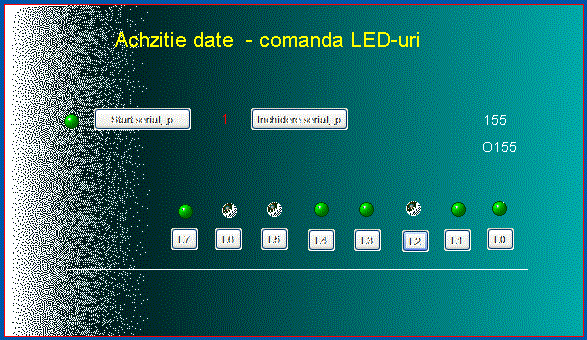 Achzitie date - comanda LED-uri
Start serial_p 1 Inchidere serial_p 155
O155
L7 L6 L5 L4 L3 L2 L1 L0